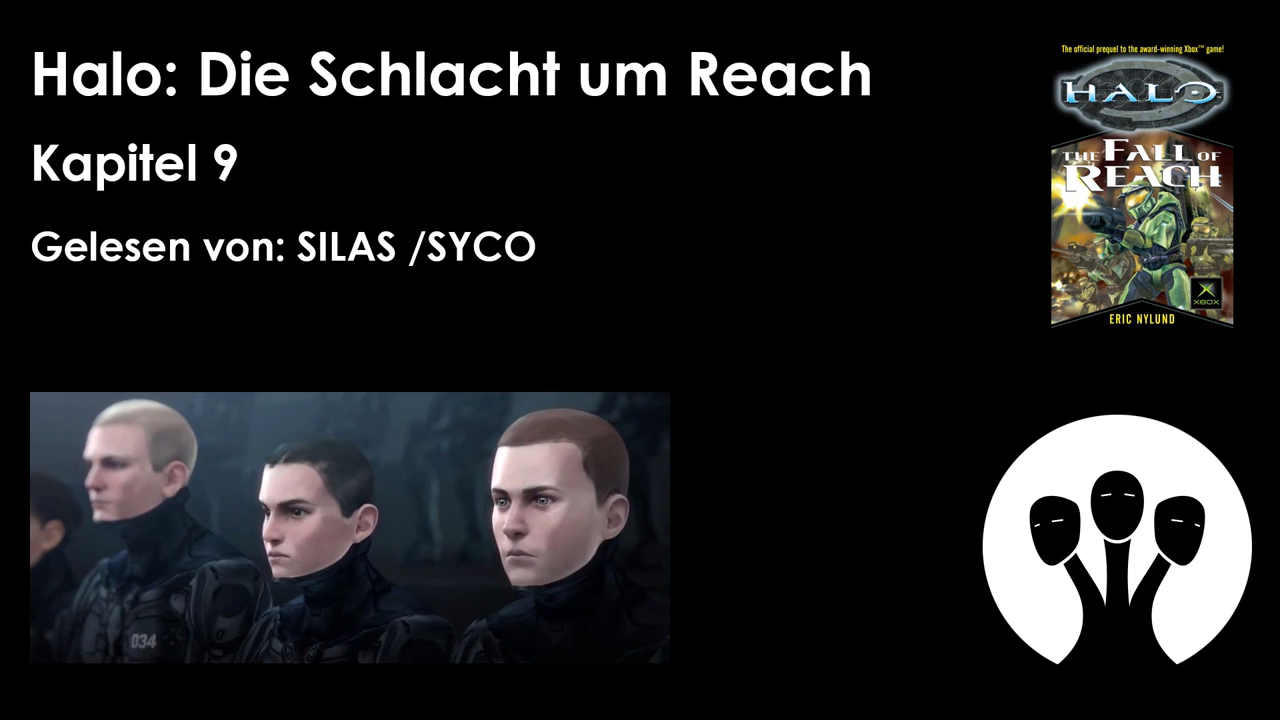 Halo: Die Schlacht um Reach
Kapitel 9
Gelesen von: SILAS /SYCO
The official prequel to the award-winning Xbox™ game!
HALO
THE FALL OF
REACH
XBOX
ERIC NYLUND
034